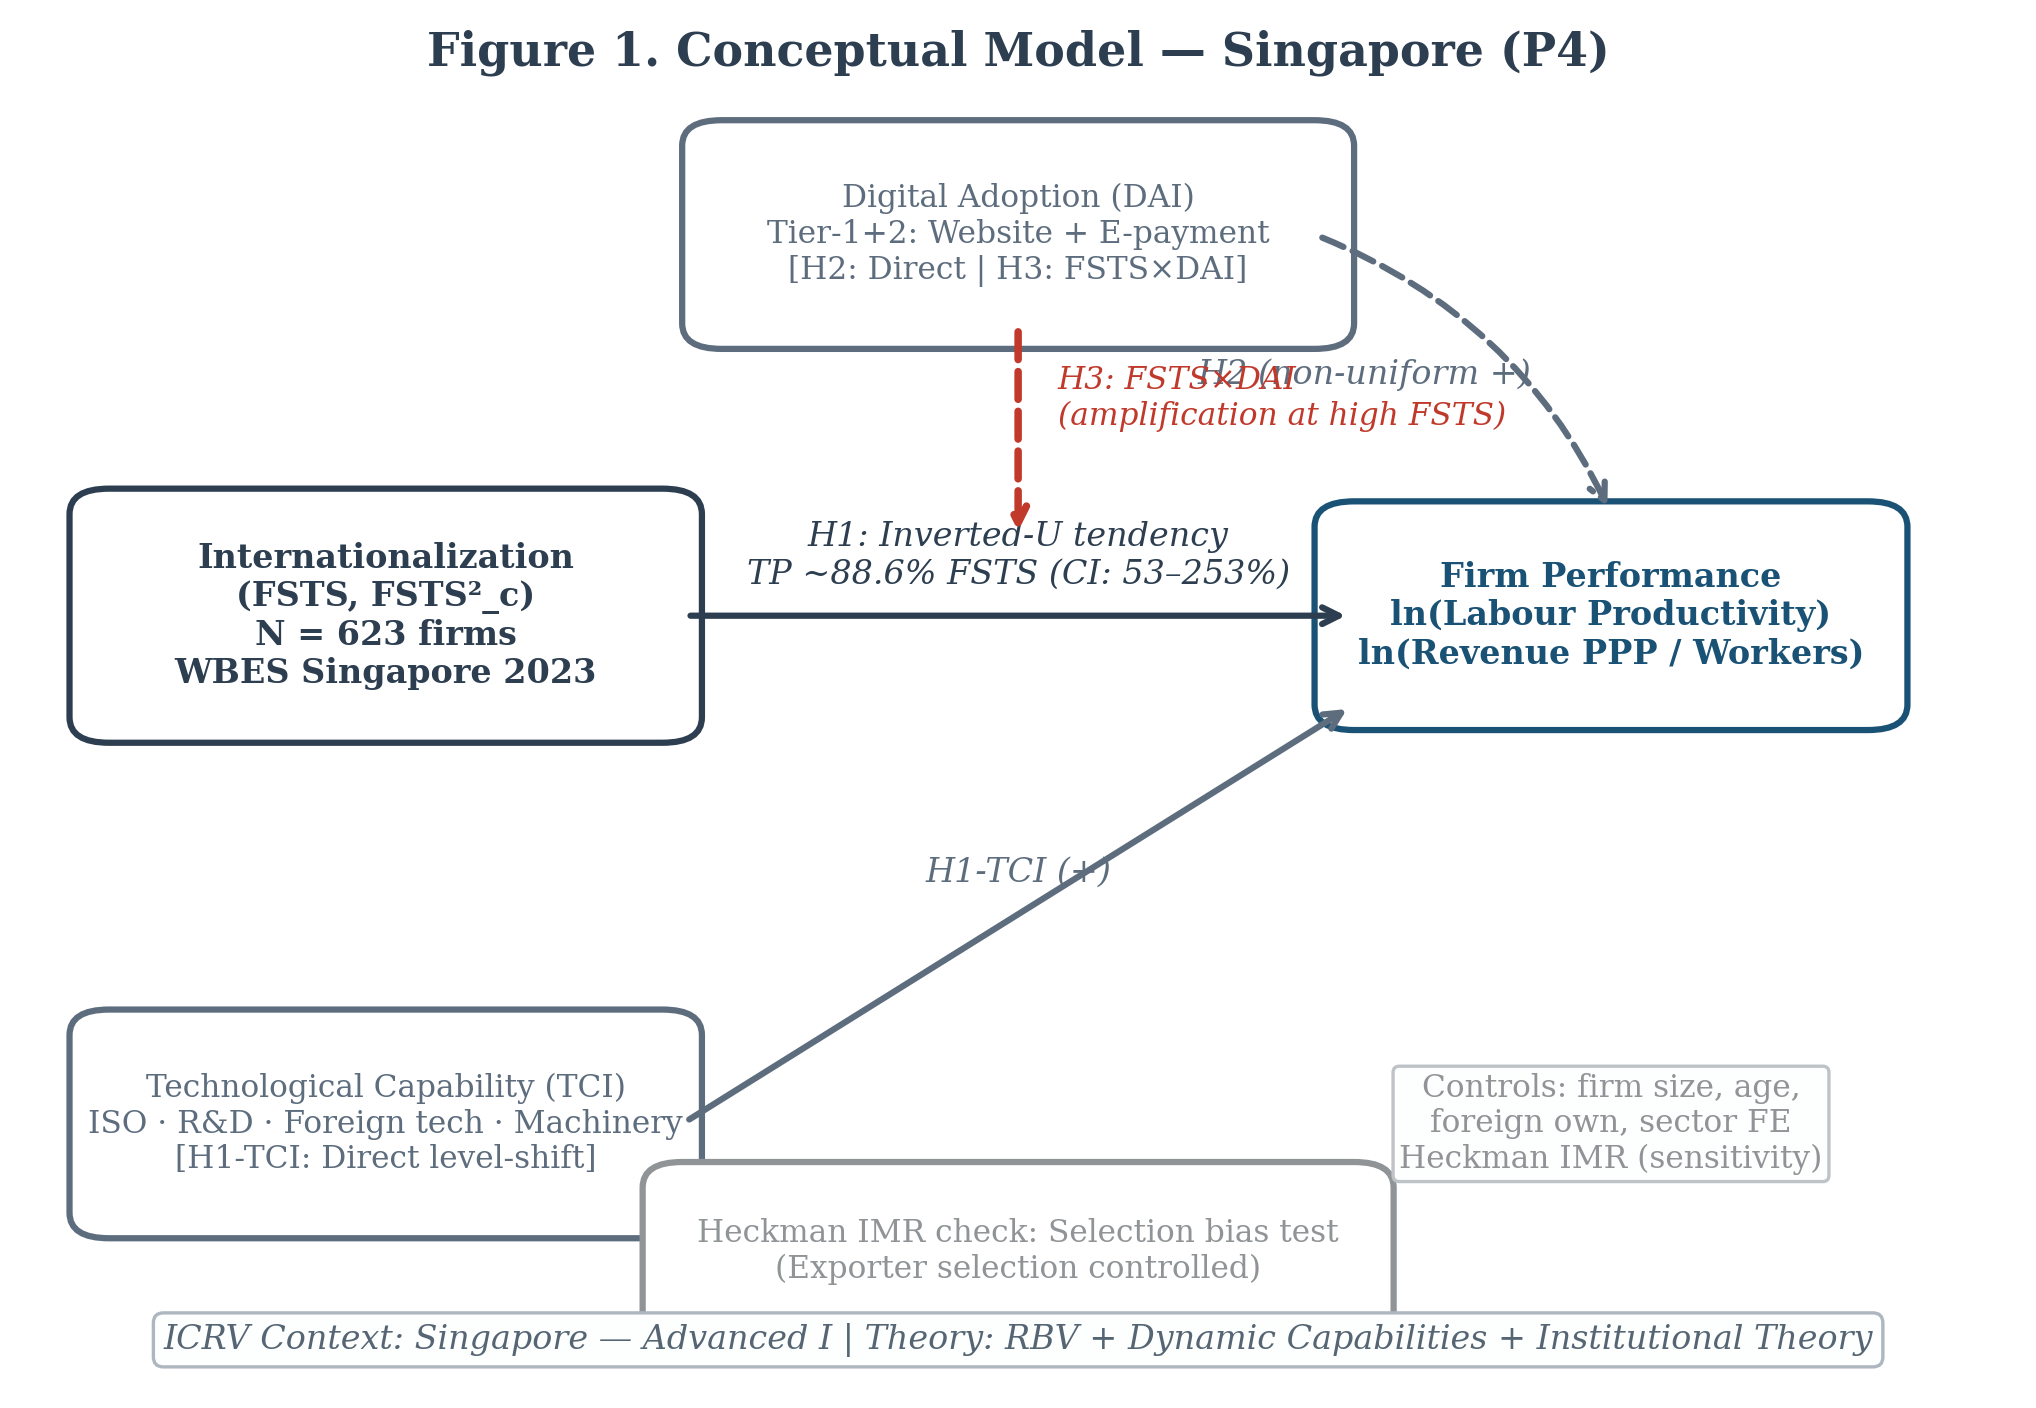 Figure 1. Conceptual Model — Singapore (P4)
Digital Adoption (DAI)
Tier-1+2: Website + E-payment
[H2: Direct | H3: FSTS×DAI]
H2 (non-uniform +)
H3: FSTS×DAI
(amplification at high FSTS)
Internationalization
(FSTS, FSTS²_c)
N = 623 firms
WBES Singapore 2023
H1: Inverted-U tendency
TP ~88.6% FSTS (CI: 53–253%)
Firm Performance
ln(Labour Productivity)
ln(Revenue PPP / Workers)
H1-TCI (+)
Technological Capability (TCI)
ISO · R&D · Foreign tech · Machinery
[H1-TCI: Direct level-shift]
Controls: firm size, age,
foreign own, sector FE
Heckman IMR (sensitivity)
Heckman IMR check: Selection bias test
(Exporter selection controlled)
ICRV Context: Singapore — Advanced I | Theory: RBV + Dynamic Capabilities + Institutional Theory